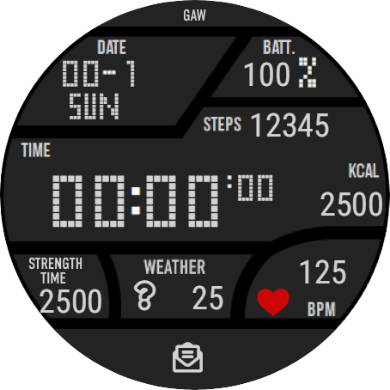 GAW
DATE
00-1
SUN
BATT.
100 %
STEPS 12345
TIME
00:00:00
KCAL
2500
STRENGTH
TIME
2500
WEATHER
? 25
125
BPM